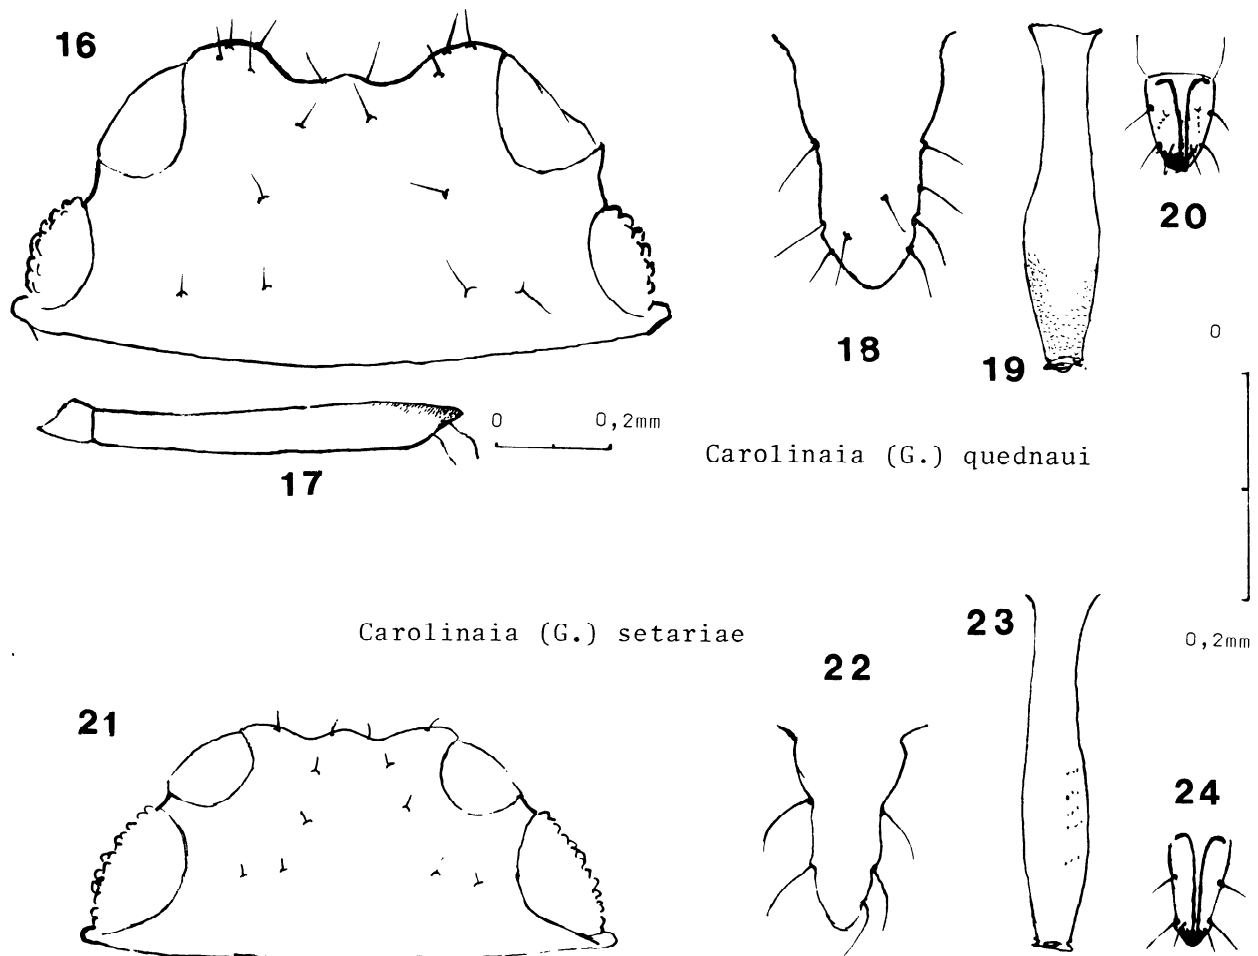 16
20
18
19
0
0 0,2mm
Carolinaia (G.) quednaui
17
Carolinaia (G.) setariae
23
0,2mm
22
21
24